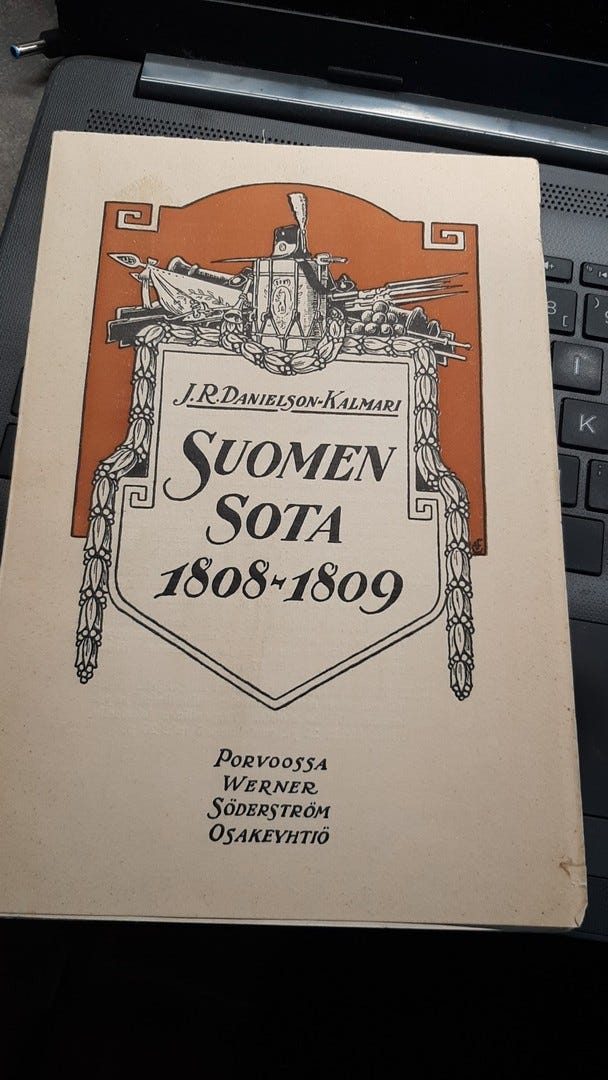 J.R. DANIELSON-KALMARI
SUOMEN
SOTA
1808-1809
PORVOOSSA
WERNER
SÖDERSTRÖM
OSAKEYHTIÖ
I
K